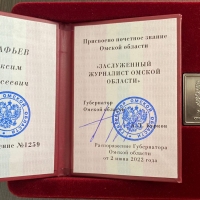 АФЬЕВ
КСИМ
СЕЕВИЧ
ение №1259
Присвоено почетное звание
Омской области
«ЗАСЛУЖЕННЫЙ
ЖУРНАЛИСТ ОМСКОЙ
ОБЛАСТИ»
Губернатор
Омской области
Распоряжение Губернатора
Омской области
от 2 июня 2022 года